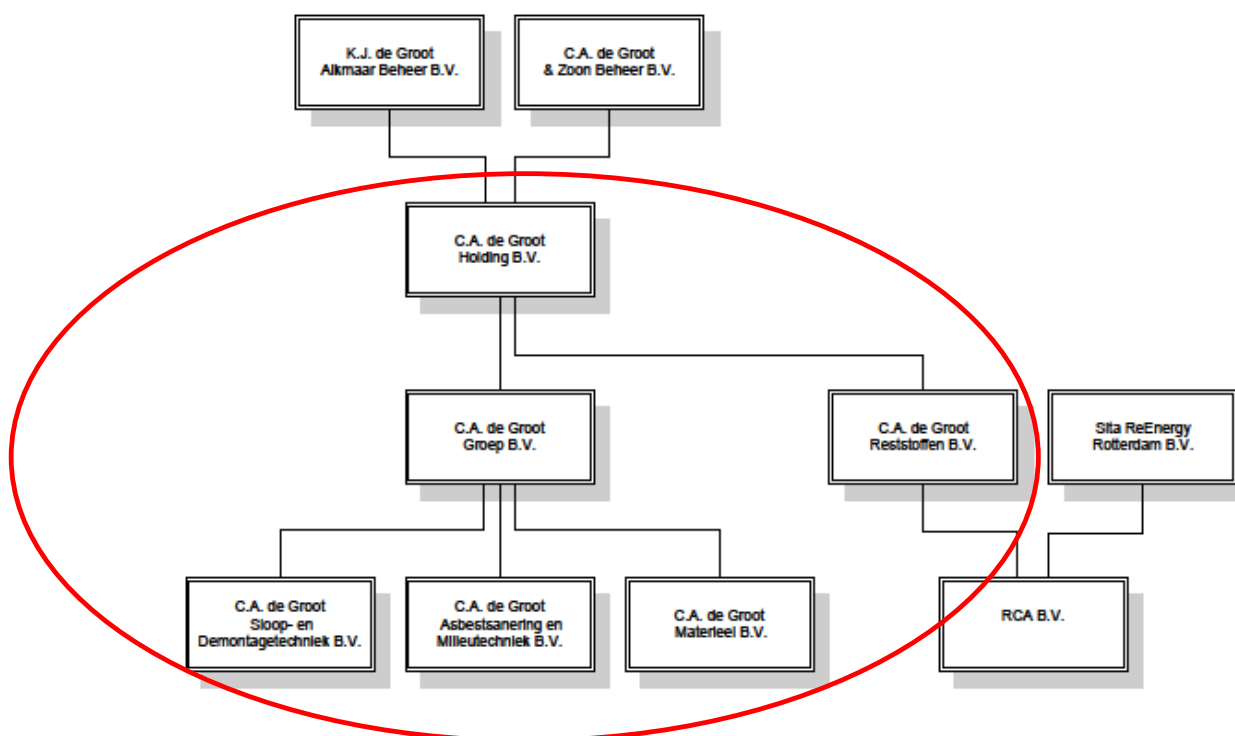 K.J. de Groot
Alkmaar Beheer B.V.
C.A. de Groot
& Zoon Beheer B.V.
C.A. de Groot
Holding B.V.
C.A. de Groot
Groep B.V.
C.A. de Groot
Reststoffen B.V.
Sita ReEnergy
Rotterdam B.V.
C.A. de Groot
Sloop- en
Demontagetechniek B.V.
C.A. de Groot
Asbestsanering en
Milieutechniek B.V.
C.A. de Groot
Materieel B.V.
RCA B.V.